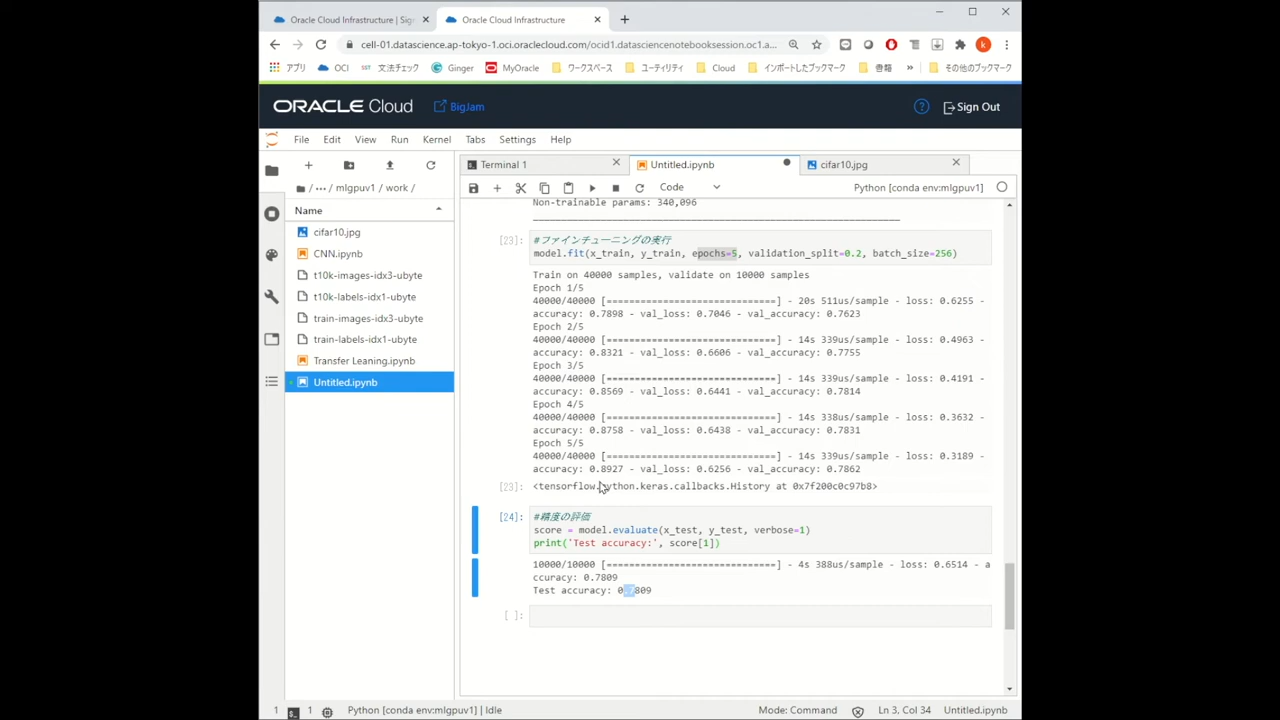 Oracle Cloud Infrastructure | Sig
Oracle Cloud Infrastructure
cell-01.datascience.ap-tokyo-1.oci.oraclecloud.com/ocid1.datasciencenotebooksession.oc1.a...
k
アプリ OCI SST 文法チェック Ginger MyOracle ワークスペース ユーティリティ Cloud インポートしたブックマーク 書籍 » その他のブックマーク
ORACLE Cloud BigJam ? Sign Out
File Edit View Run Kernel Tabs Settings Help
Terminal 1 Untitled.ipynb cifar10.jpg
/ ··· / mlgpuv1 / work /
Code Python [conda env:mlgpuv1]
Name
cifar10.jpg
CNN.ipynb
t10k-images-idx3-ubyte
t10k-labels-idx1-ubyte
train-images-idx3-ubyte
train-labels-idx1-ubyte
Transfer Leaning.ipynb
Untitled.ipynb
Non-trainable params: 340,096
[23]: #ファインチューニングの実行
model.fit(x_train, y_train, epochs=5, validation_split=0.2, batch_size=256)
Train on 40000 samples, validate on 10000 samples
Epoch 1/5
40000/40000 [==============================] - 20s 511us/sample - loss: 0.6255 -
accuracy: 0.7898 - val_loss: 0.7046 - val_accuracy: 0.7623
Epoch 2/5
40000/40000 [==============================] - 14s 339us/sample - loss: 0.4963 -
accuracy: 0.8321 - val_loss: 0.6606 - val_accuracy: 0.7755
Epoch 3/5
40000/40000 [==============================] - 14s 339us/sample - loss: 0.4191 -
accuracy: 0.8569 - val_loss: 0.6441 - val_accuracy: 0.7814
Epoch 4/5
40000/40000 [==============================] - 14s 338us/sample - loss: 0.3632 -
accuracy: 0.8758 - val_loss: 0.6438 - val_accuracy: 0.7831
Epoch 5/5
40000/40000 [==============================] - 14s 339us/sample - loss: 0.3189 -
accuracy: 0.8927 - val_loss: 0.6256 - val_accuracy: 0.7862
[23]: <tensorflow.python.keras.callbacks.History at 0x7f200c0c97b8>
[24]: #精度の評価
score = model.evaluate(x_test, y_test, verbose=1)
print('Test accuracy:', score[1])
10000/10000 [==============================] - 4s 388us/sample - loss: 0.6514 - a
ccuracy: 0.7809
Test accuracy: 0.7809
[ ]:
1 1 Python [conda env:mlgpuv1] | Idle Mode: Command Ln 3, Col 34 Untitled.ipynb